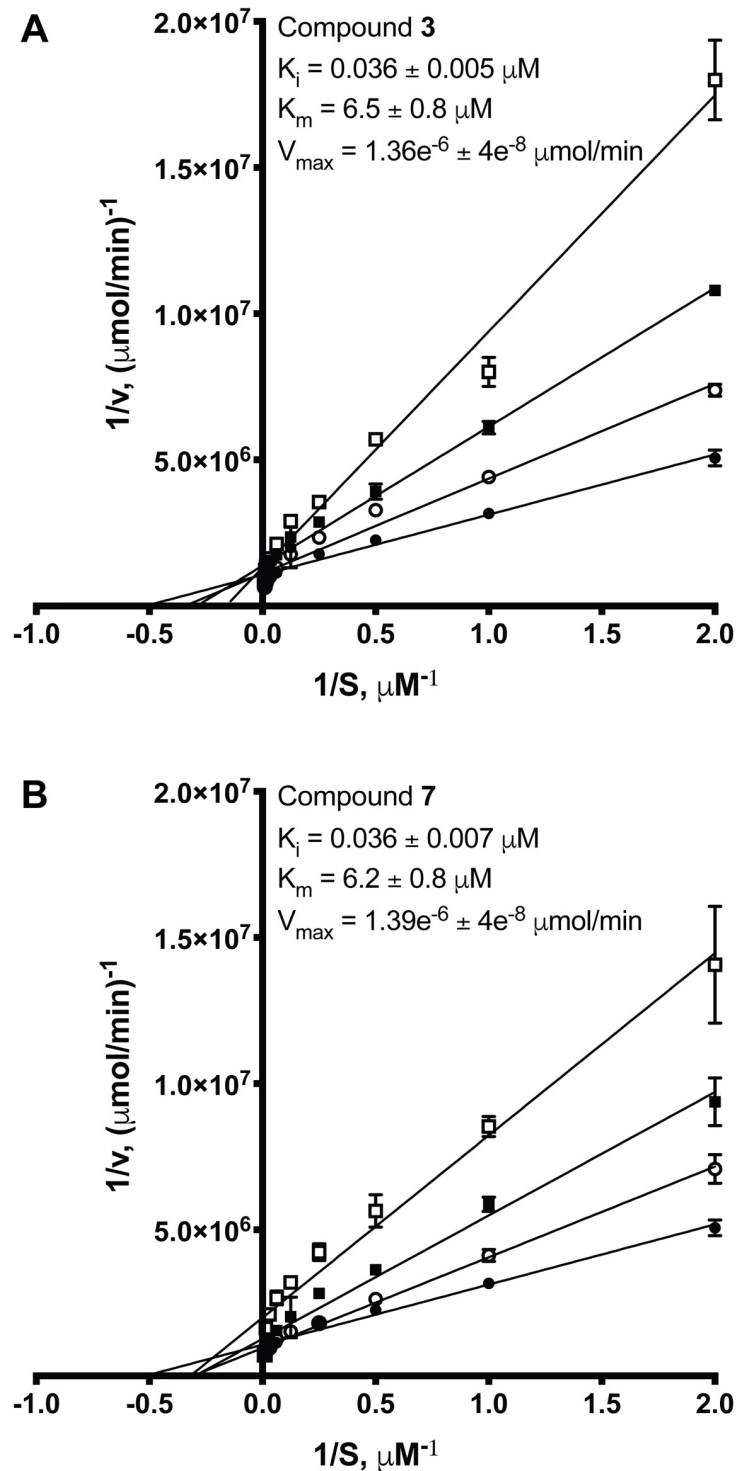 A
Compound 3
Kᵢ = 0.036 ± 0.005 μM
Kₘ = 6.5 ± 0.8 μM
Vₘₐₓ = 1.36e⁻⁶ ± 4e⁻⁸ μmol/min
2.0×10⁷
1.5×10⁷
1.0×10⁷
5.0×10⁶
1/v, (μmol/min)⁻¹
-1.0 -0.5 0.0 0.5 1.0 1.5 2.0
1/S, μM⁻¹
B
Compound 7
Kᵢ = 0.036 ± 0.007 μM
Kₘ = 6.2 ± 0.8 μM
Vₘₐₓ = 1.39e⁻⁶ ± 4e⁻⁸ μmol/min
2.0×10⁷
1.5×10⁷
1.0×10⁷
5.0×10⁶
1/v, (μmol/min)⁻¹
-1.0 -0.5 0.0 0.5 1.0 1.5 2.0
1/S, μM⁻¹